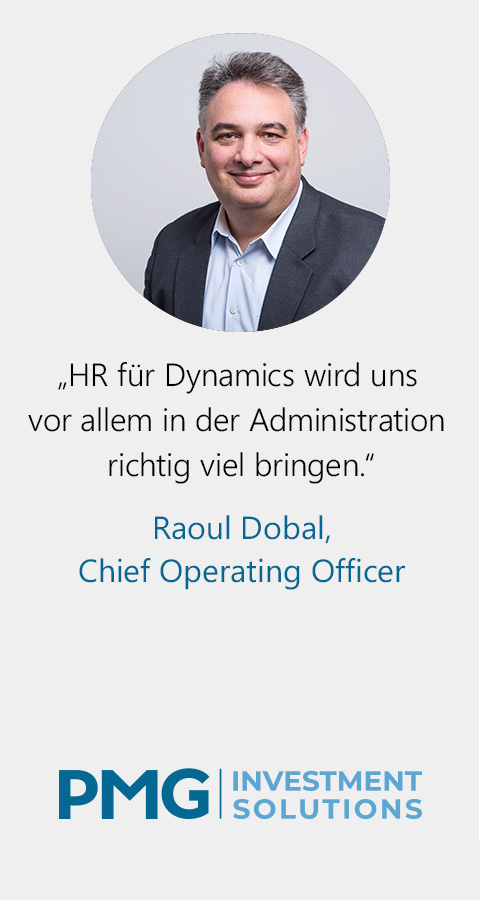 „HR für Dynamics wird uns
vor allem in der Administration
richtig viel bringen.“
Raoul Dobal,
Chief Operating Officer
PMG INVESTMENT
SOLUTIONS